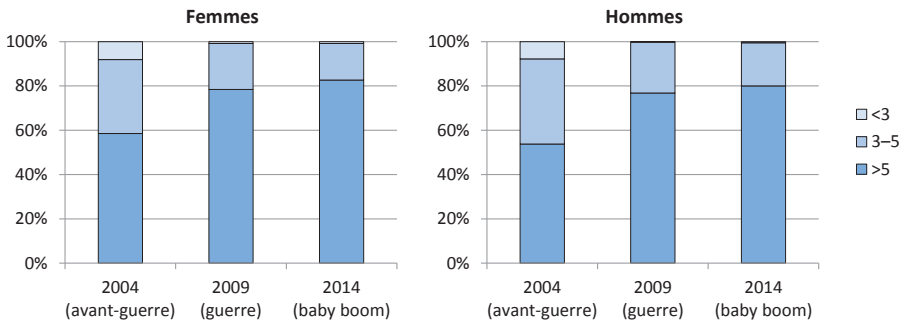 Femmes
100%
80%
60%
40%
20%
0%
2004
(avant-guerre)
2009
(guerre)
2014
(baby boom)
Hommes
100%
80%
60%
40%
20%
0%
2004
(avant-guerre)
2009
(guerre)
2014
(baby boom)
<3
3–5
>5